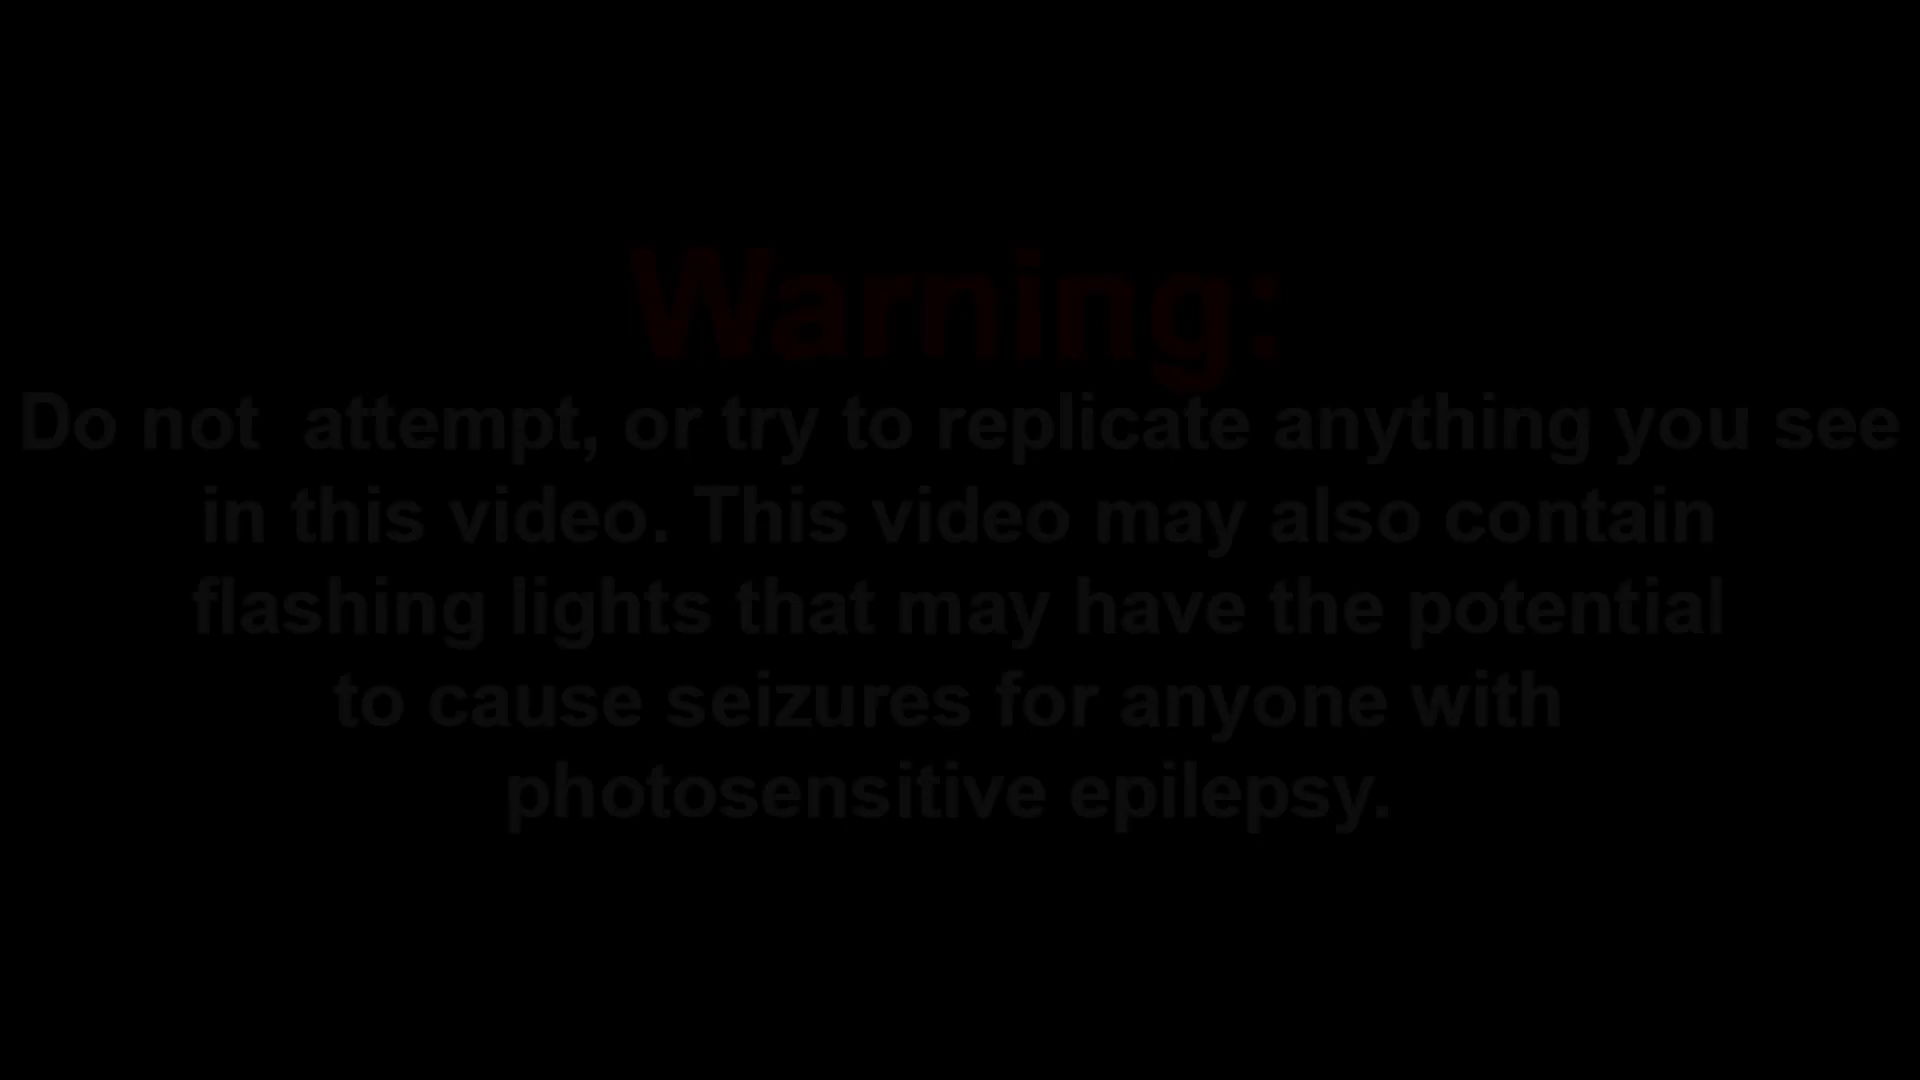 Warning:
Do not  attempt, or try to replicate anything you see
in this video. This video may also contain
flashing lights that may have the potential
to cause seizures for anyone with
photosensitive epilepsy.